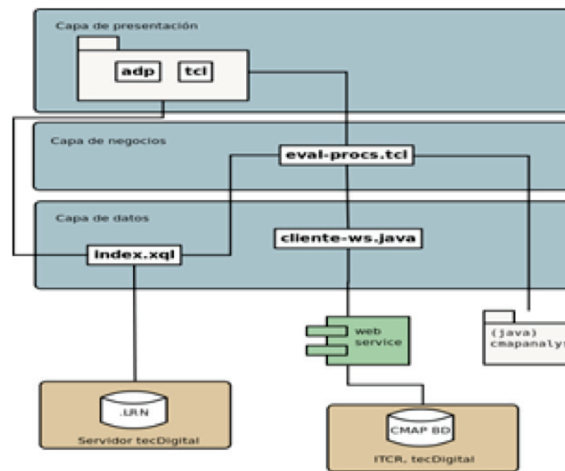 Capa de presentación
adp tcl
Capa de negocios
eval-procs.tcl
Capa de datos
index.xql
cliente-ws.java
web
service
(java)
cmapanalys
.LRN
Servidor tecDigital
CMAP BD
ITCR, tecDigital